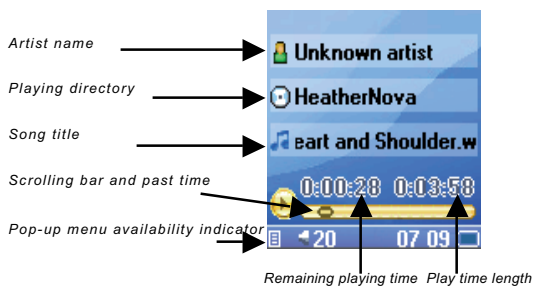 Artist name
Unknown artist
Playing directory
HeatherNova
Song title
eart and Shoulder.w
Scrolling bar and past time
0:00:28 0:03:58
Pop-up menu availability indicator
20 07 09
Remaining playing time Play time length